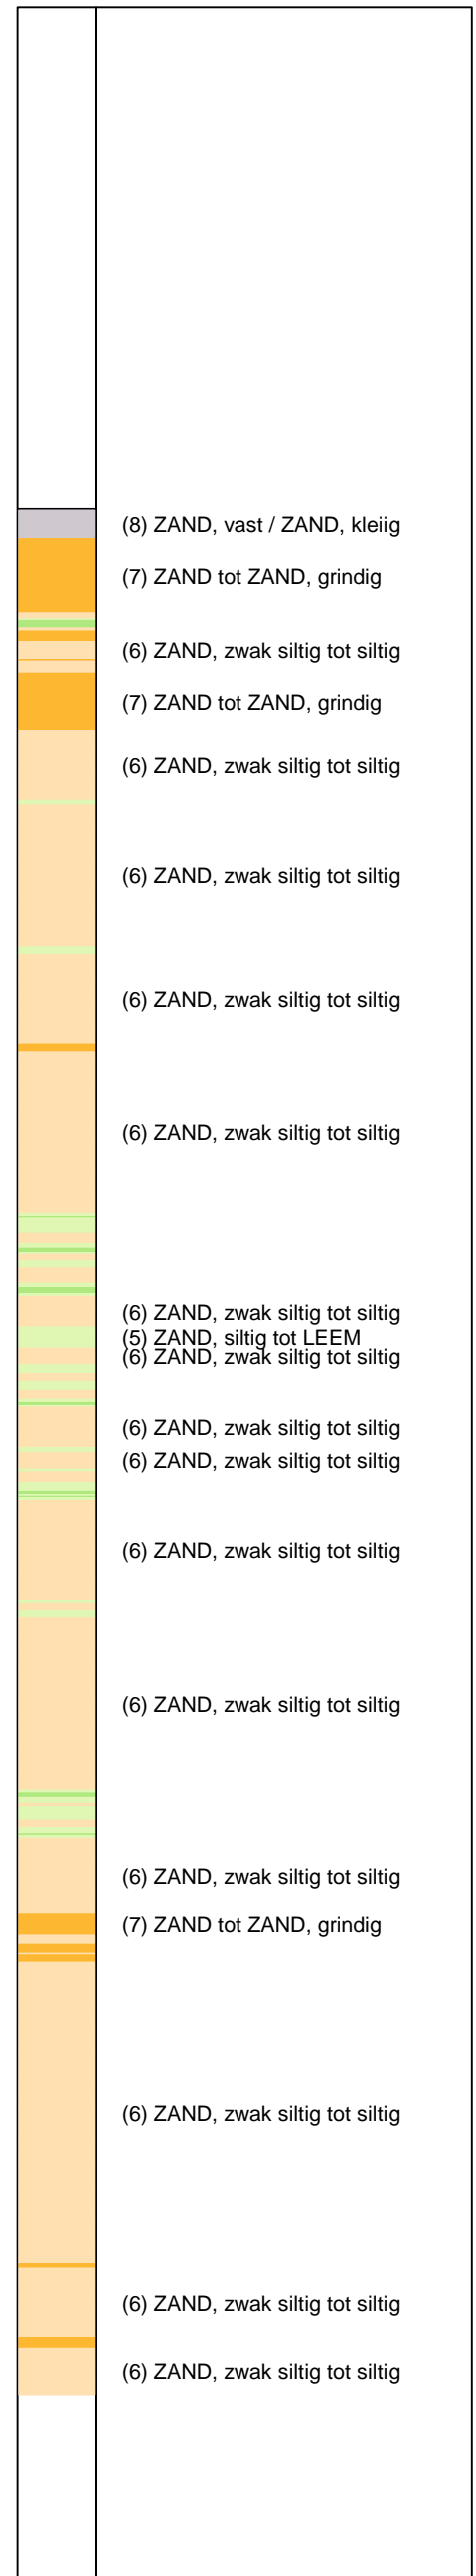 (8) ZAND, vast / ZAND, kleiig
(7) ZAND tot ZAND, grindig
(6) ZAND, zwak siltig tot siltig
(7) ZAND tot ZAND, grindig
(6) ZAND, zwak siltig tot siltig
(6) ZAND, zwak siltig tot siltig
(6) ZAND, zwak siltig tot siltig
(6) ZAND, zwak siltig tot siltig
(6) ZAND, zwak siltig tot siltig
(5) ZAND, siltig tot LEEM
(6) ZAND, zwak siltig tot siltig
(6) ZAND, zwak siltig tot siltig
(6) ZAND, zwak siltig tot siltig
(6) ZAND, zwak siltig tot siltig
(6) ZAND, zwak siltig tot siltig
(6) ZAND, zwak siltig tot siltig
(7) ZAND tot ZAND, grindig
(6) ZAND, zwak siltig tot siltig
(6) ZAND, zwak siltig tot siltig
(6) ZAND, zwak siltig tot siltig